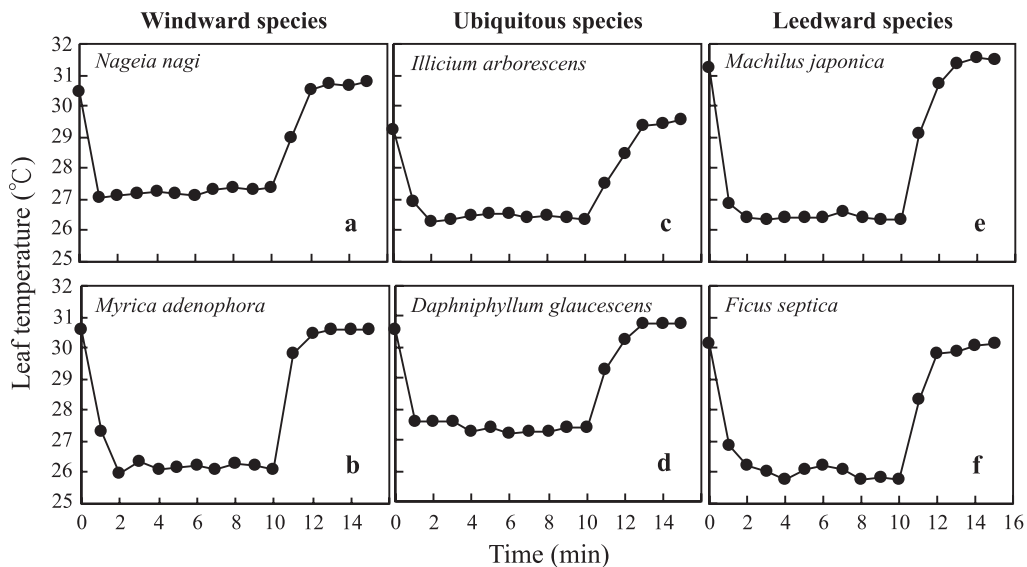 Windward species
Ubiquitous species
Leedward species
Leaf temperature (℃)
32
31
30
29
28
27
26
25
Nageia nagi
a
Illicium arborescens
c
Machilus japonica
e
32
31
30
29
28
27
26
25
Myrica adenophora
b
Daphniphyllum glaucescens
d
Ficus septica
f
0 2 4 6 8 10 12 14
0 2 4 6 8 10 12 14
0 2 4 6 8 10 12 14 16
Time (min)